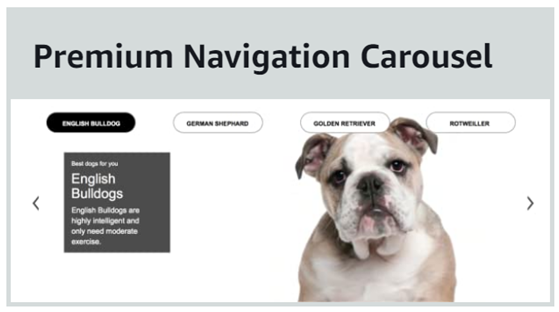 Premium Navigation Carousel
ENGLISH BULLDOG
GERMAN SHEPHARD
GOLDEN RETRIEVER
ROTWEILLER
Best dogs for you
English
Bulldogs
English Bulldogs are
highly intelligent and
only need moderate
exercise.